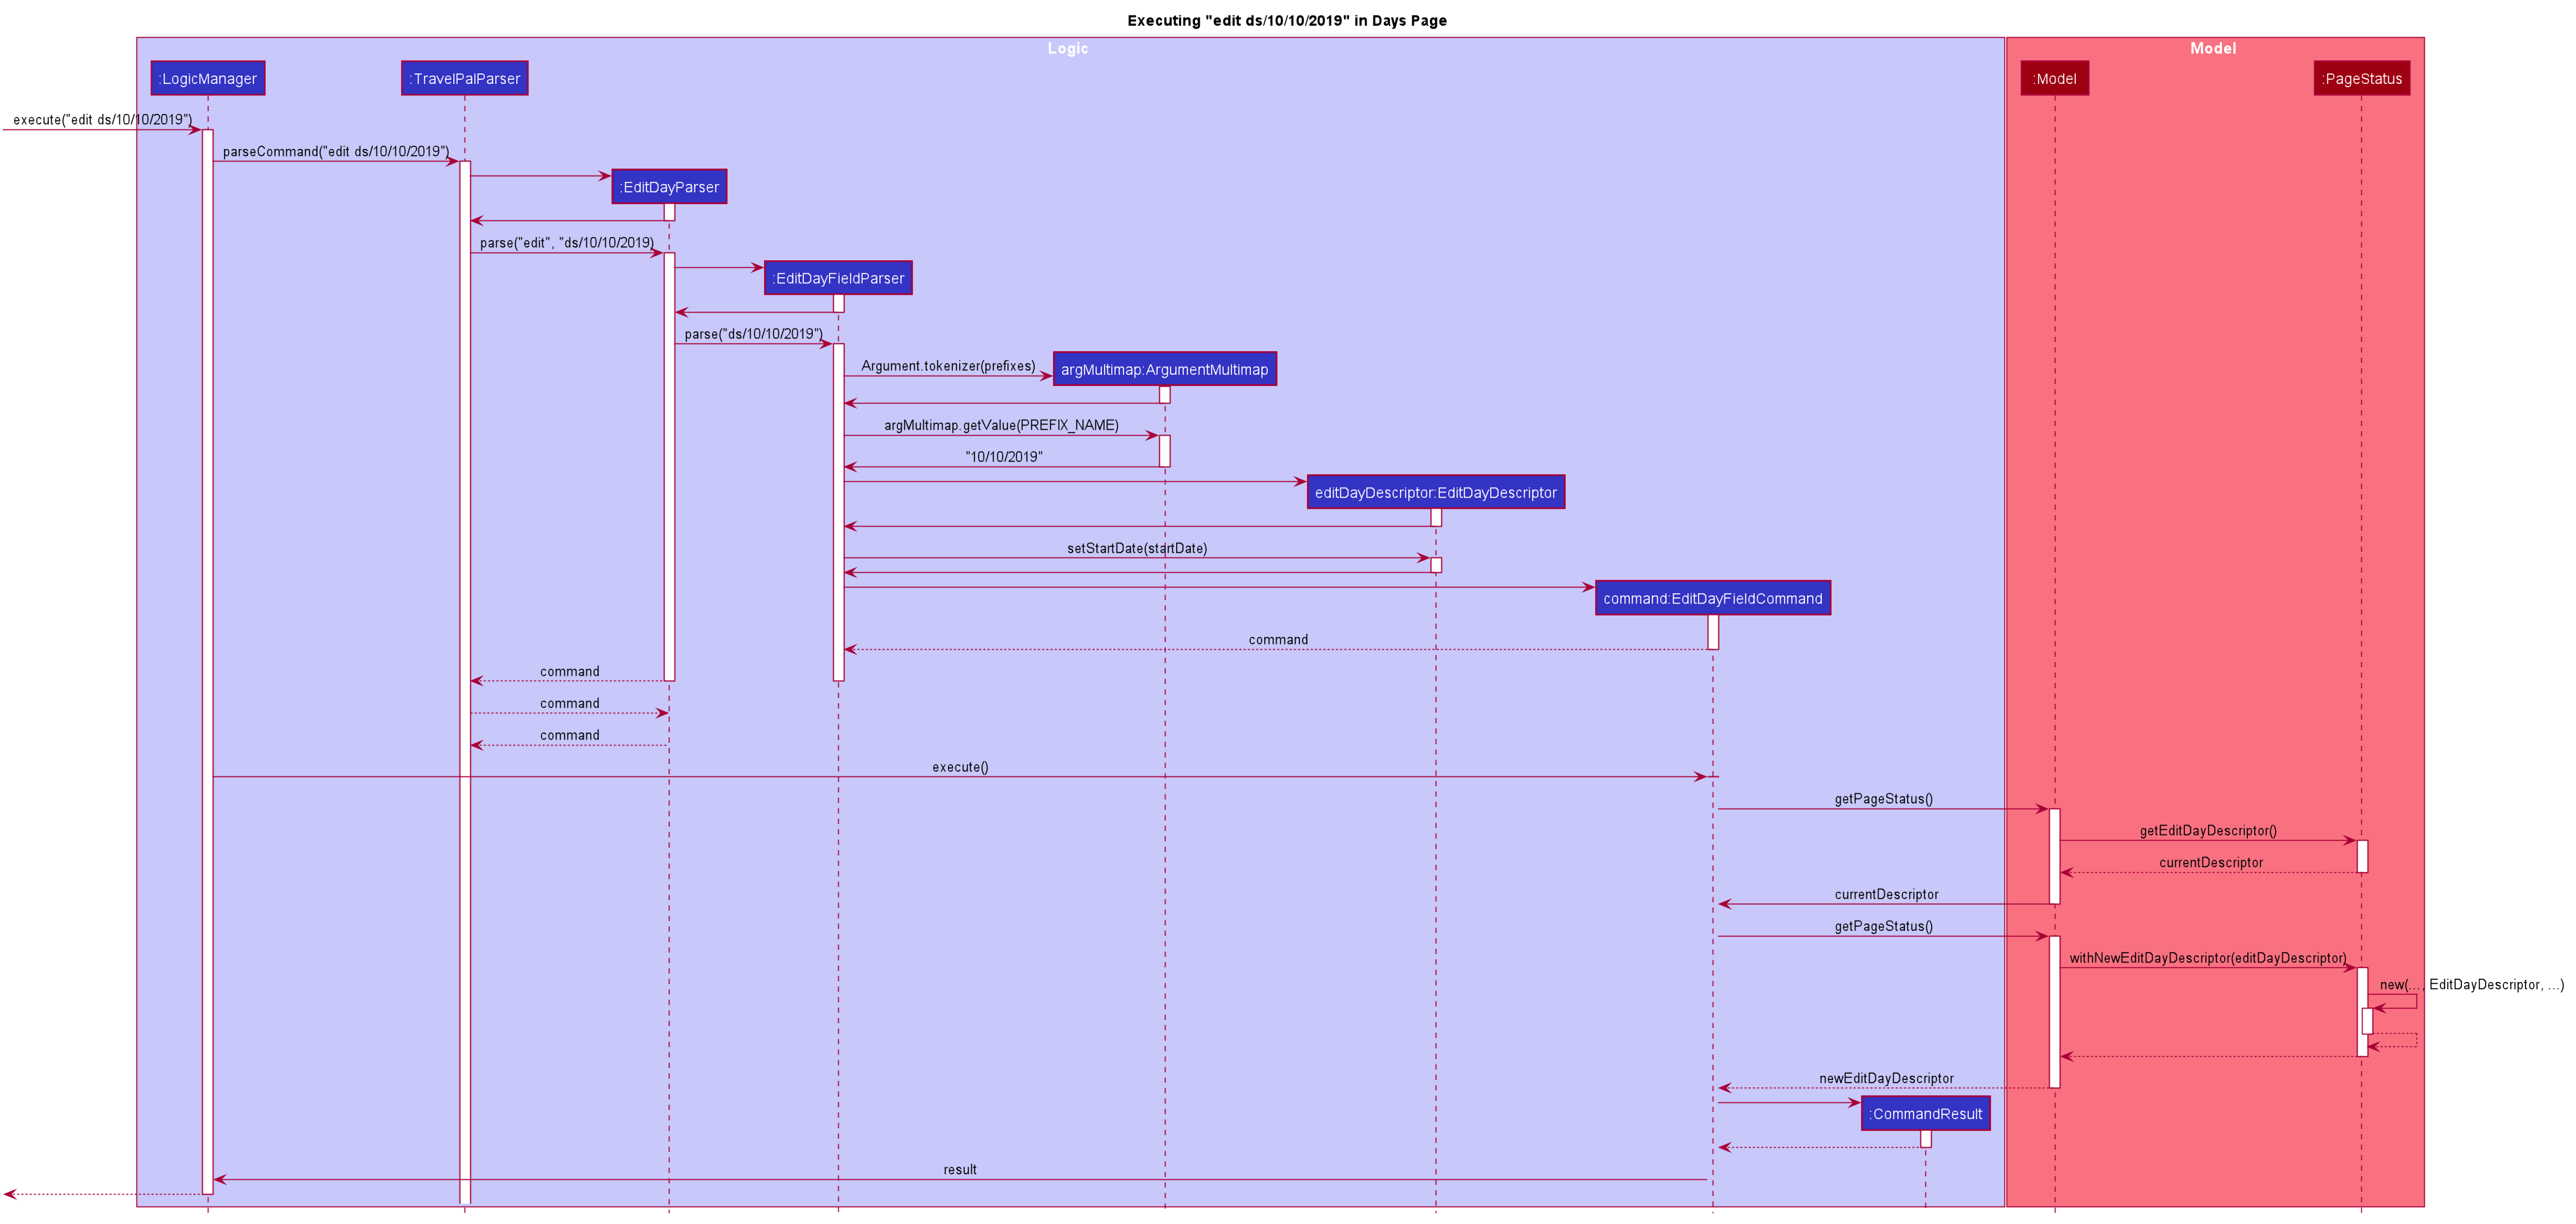 Executing "edit ds/10/10/2019" in Days Page
Logic
Model
:LogicManager
:TravelPalParser
:Model
:PageStatus
execute("edit ds/10/10/2019")
parseCommand("edit ds/10/10/2019")
:EditDayParser
parse("edit", "ds/10/10/2019)
:EditDayFieldParser
parse("ds/10/10/2019")
Argument.tokenizer(prefixes)
argMultimap:ArgumentMultimap
argMultimap.getValue(PREFIX_NAME)
"10/10/2019"
editDayDescriptor:EditDayDescriptor
setStartDate(startDate)
command:EditDayFieldCommand
command
command
command
command
execute()
getPageStatus()
getEditDayDescriptor()
currentDescriptor
currentDescriptor
getPageStatus()
withNewEditDayDescriptor(editDayDescriptor)
new(..., EditDayDescriptor, ...)
newEditDayDescriptor
:CommandResult
result